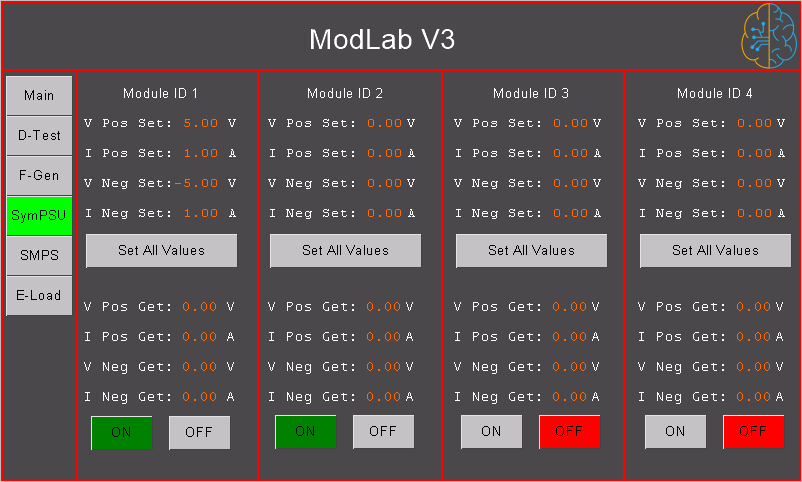 ModLab V3
Main
D-Test
F-Gen
SymPSU
SMPS
E-Load
Module ID 1
V Pos Set: 5.00 V
I Pos Set: 1.00 A
V Neg Set:-5.00 V
I Neg Set: 1.00 A
Set All Values
V Pos Get: 0.00 V
I Pos Get: 0.00 A
V Neg Get: 0.00 V
I Neg Get: 0.00 A
ON OFF
Module ID 2
V Pos Set: 0.00 V
I Pos Set: 0.00 A
V Neg Set: 0.00 V
I Neg Set: 0.00 A
Set All Values
V Pos Get: 0.00 V
I Pos Get: 0.00 A
V Neg Get: 0.00 V
I Neg Get: 0.00 A
ON OFF
Module ID 3
V Pos Set: 0.00 V
I Pos Set: 0.00 A
V Neg Set: 0.00 V
I Neg Set: 0.00 A
Set All Values
V Pos Get: 0.00 V
I Pos Get: 0.00 A
V Neg Get: 0.00 V
I Neg Get: 0.00 A
ON OFF
Module ID 4
V Pos Set: 0.00 V
I Pos Set: 0.00 A
V Neg Set: 0.00 V
I Neg Set: 0.00 A
Set All Values
V Pos Get: 0.00 V
I Pos Get: 0.00 A
V Neg Get: 0.00 V
I Neg Get: 0.00 A
ON OFF